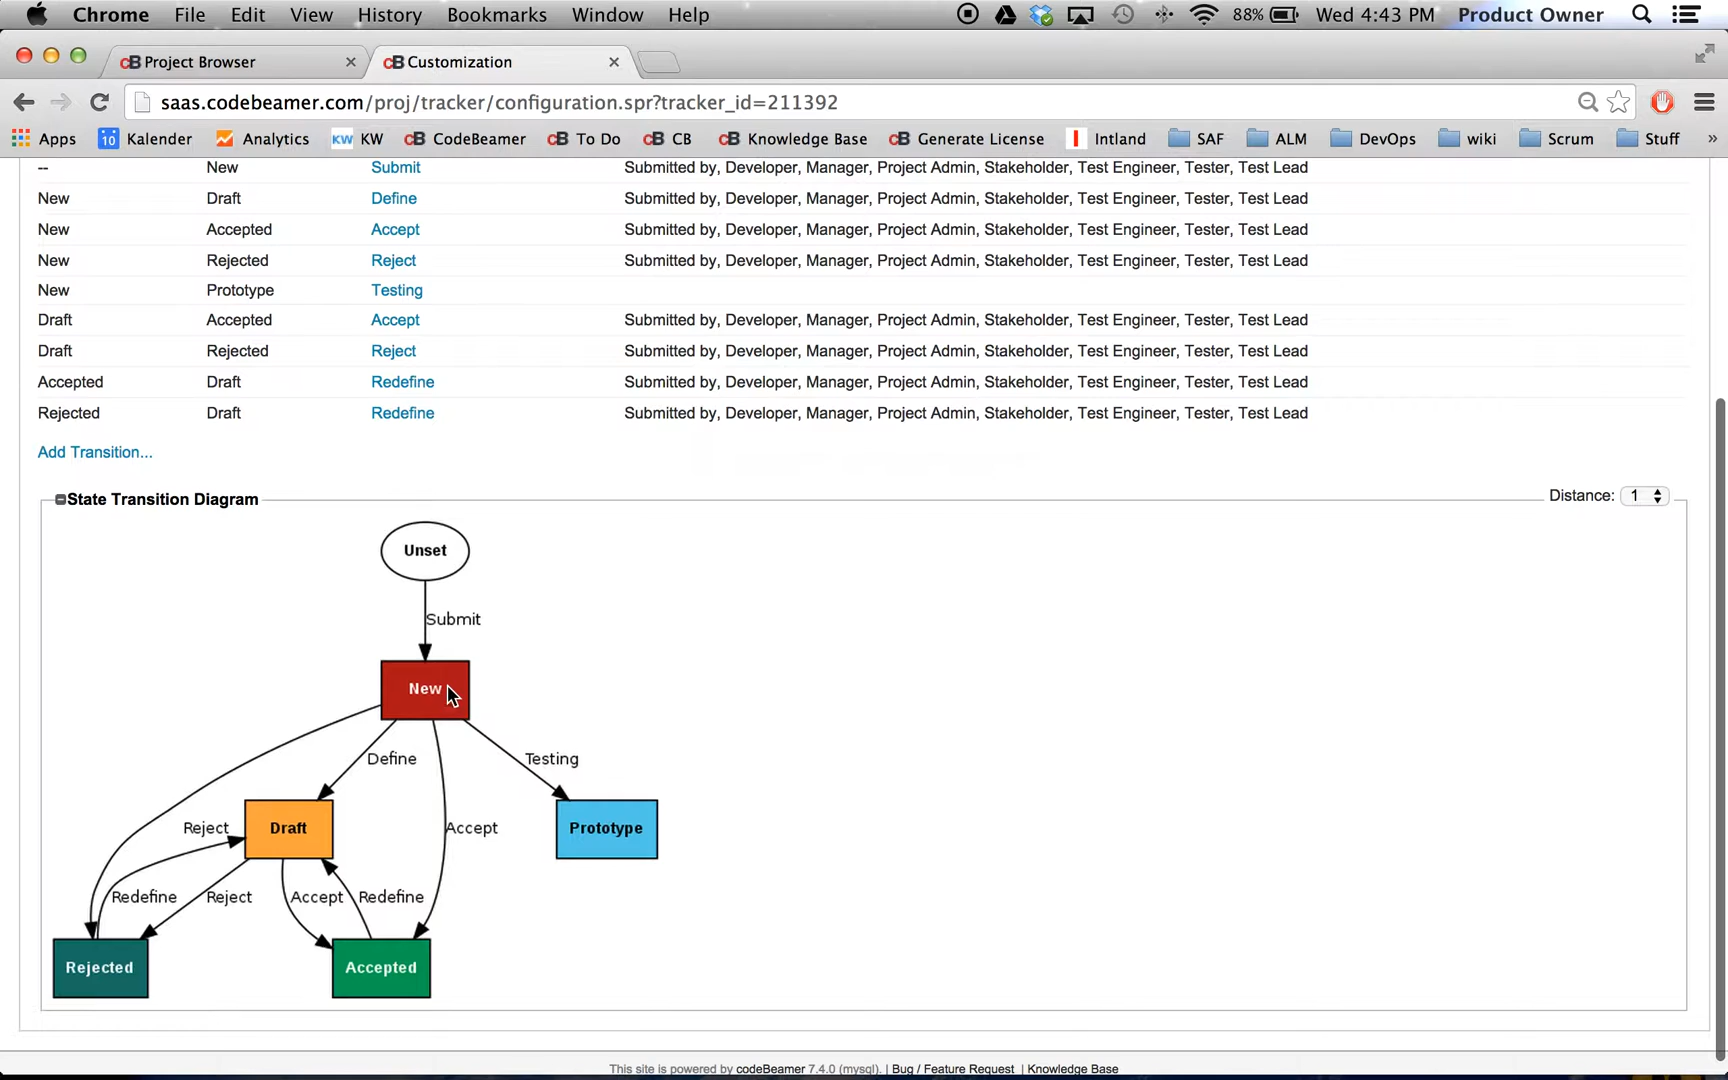 Chrome File Edit View History Bookmarks Window Help 88% Wed 4:43 PM Product Owner
cB Project Browser × cB Customization ×
saas.codebeamer.com/proj/tracker/configuration.spr?tracker_id=211392
Apps 10 Kalender Analytics KW KW cB CodeBeamer cB To Do cB CB cB Knowledge Base cB Generate License Intland SAF ALM DevOps wiki Scrum Stuff »
-- New Submit Submitted by, Developer, Manager, Project Admin, Stakeholder, Test Engineer, Tester, Test Lead
New Draft Define Submitted by, Developer, Manager, Project Admin, Stakeholder, Test Engineer, Tester, Test Lead
New Accepted Accept Submitted by, Developer, Manager, Project Admin, Stakeholder, Test Engineer, Tester, Test Lead
New Rejected Reject Submitted by, Developer, Manager, Project Admin, Stakeholder, Test Engineer, Tester, Test Lead
New Prototype Testing
Draft Accepted Accept Submitted by, Developer, Manager, Project Admin, Stakeholder, Test Engineer, Tester, Test Lead
Draft Rejected Reject Submitted by, Developer, Manager, Project Admin, Stakeholder, Test Engineer, Tester, Test Lead
Accepted Draft Redefine Submitted by, Developer, Manager, Project Admin, Stakeholder, Test Engineer, Tester, Test Lead
Rejected Draft Redefine Submitted by, Developer, Manager, Project Admin, Stakeholder, Test Engineer, Tester, Test Lead
Add Transition...
State Transition Diagram Distance: 1
Unset
Submit
New
Define Testing
Reject Draft Accept Prototype
Redefine Reject Accept Redefine
Rejected Accepted
This site is powered by codeBeamer 7.4.0 (mysql). | Bug / Feature Request | Knowledge Base